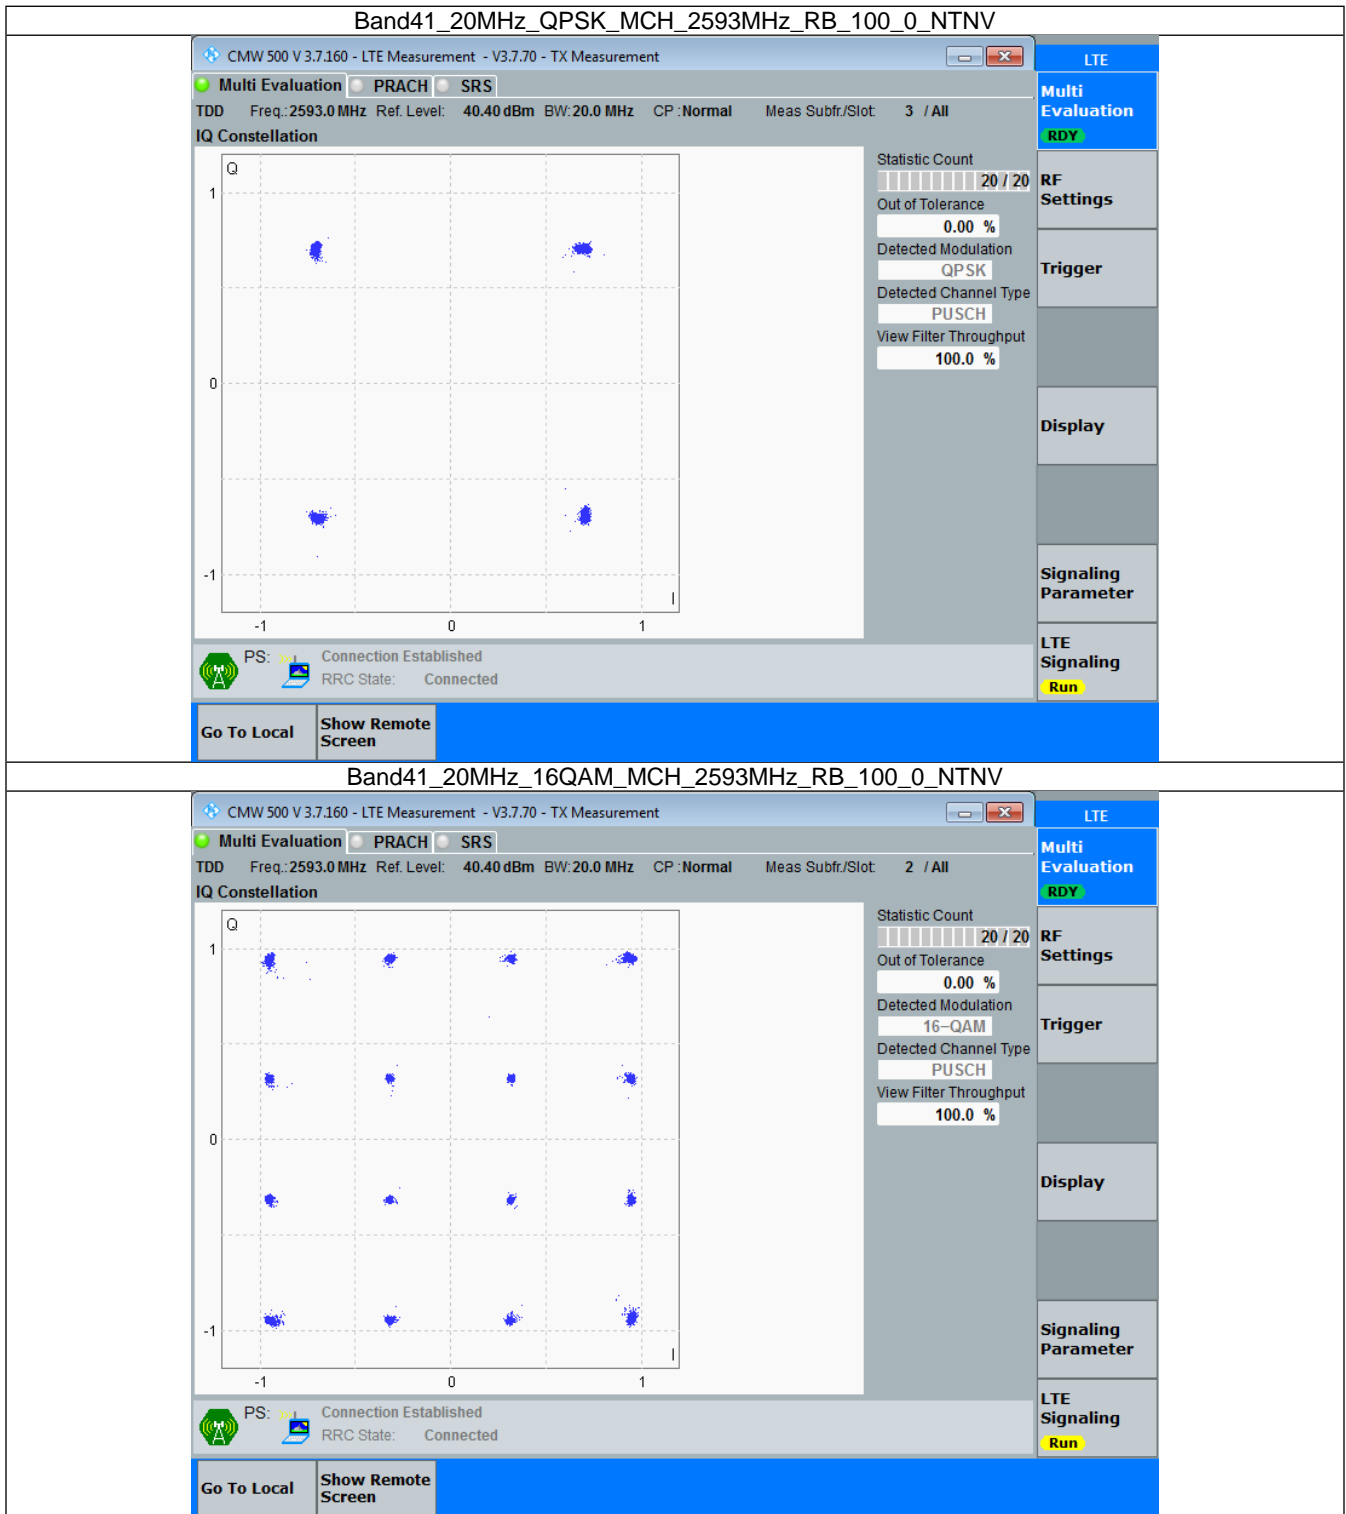 Band41_20MHz_QPSK_MCH_2593MHz_RB_100_0_NTNV
CMW 500 V 3.7.160 - LTE Measurement - V3.7.70 - TX Measurement
LTE
Multi Evaluation PRACH SRS
TDD Freq.: 2593.0 MHz Ref. Level: 40.40 dBm BW: 20.0 MHz CP : Normal Meas Subfr./Slot: 3 / All
IQ Constellation
Q
1
0
-1
I
-1 0 1
Statistic Count
20 / 20
Out of Tolerance
0.00 %
Detected Modulation
QPSK
Detected Channel Type
PUSCH
View Filter Throughput
100.0 %
Multi
Evaluation
RDY
RF
Settings
Trigger
Display
Signaling
Parameter
LTE
Signaling
Run
PS: Connection Established
RRC State: Connected
Go To Local
Show Remote
Screen
Band41_20MHz_16QAM_MCH_2593MHz_RB_100_0_NTNV
CMW 500 V 3.7.160 - LTE Measurement - V3.7.70 - TX Measurement
LTE
Multi Evaluation PRACH SRS
TDD Freq.: 2593.0 MHz Ref. Level: 40.40 dBm BW: 20.0 MHz CP : Normal Meas Subfr./Slot: 2 / All
IQ Constellation
Q
1
0
-1
I
-1 0 1
Statistic Count
20 / 20
Out of Tolerance
0.00 %
Detected Modulation
16-QAM
Detected Channel Type
PUSCH
View Filter Throughput
100.0 %
Multi
Evaluation
RDY
RF
Settings
Trigger
Display
Signaling
Parameter
LTE
Signaling
Run
PS: Connection Established
RRC State: Connected
Go To Local
Show Remote
Screen